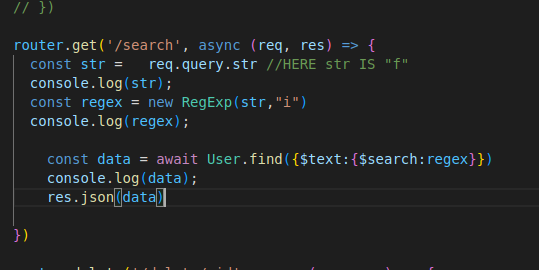 // })
router.get('/search', async (req, res) => {
const str = req.query.str //HERE str IS "f"
console.log(str);
const regex = new RegExp(str,"i")
console.log(regex);
const data = await User.find({$text:{$search:regex}})
console.log(data);
res.json(data)
})